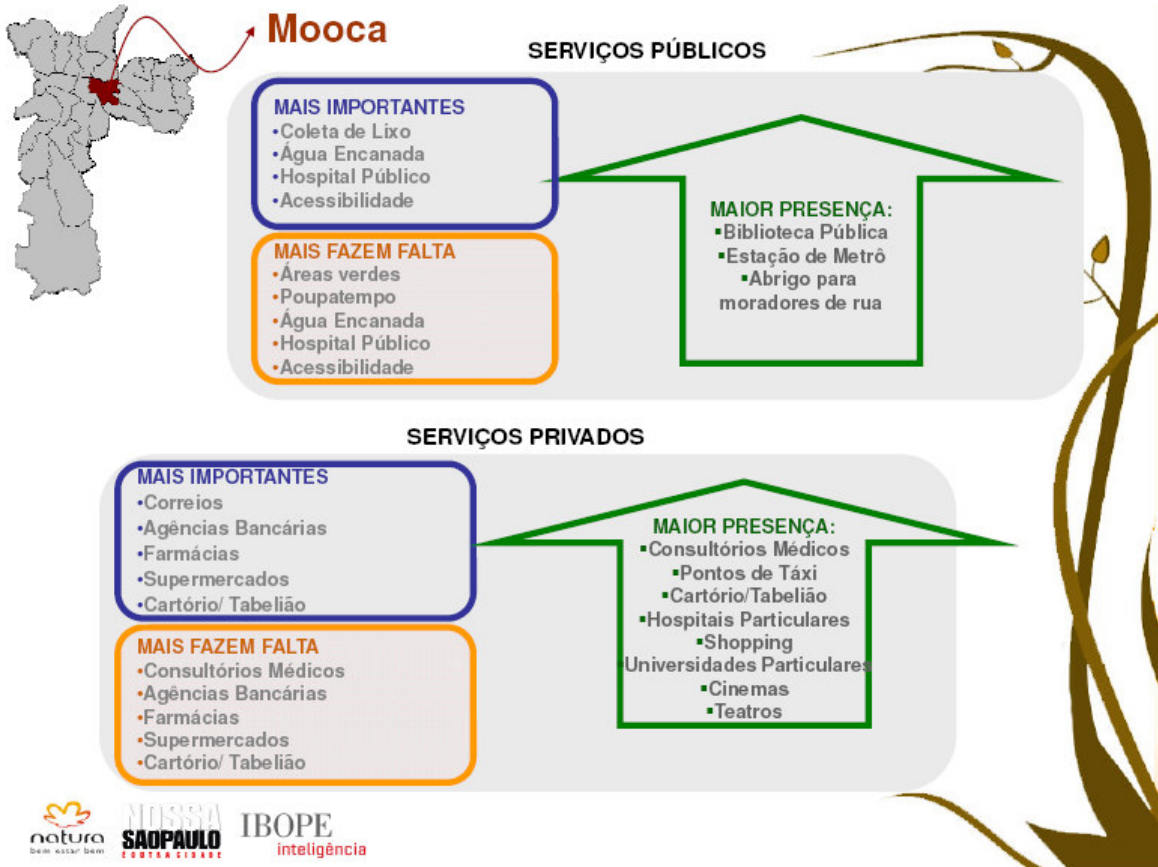 Mooca
SERVIÇOS PÚBLICOS
MAIS IMPORTANTES
•Coleta de Lixo
•Água Encanada
•Hospital Público
•Acessibilidade
MAIS FAZEM FALTA
•Áreas verdes
•Poupatempo
•Água Encanada
•Hospital Público
•Acessibilidade
MAIOR PRESENÇA:
▪Biblioteca Pública
▪Estação de Metrô
▪Abrigo para
moradores de rua
SERVIÇOS PRIVADOS
MAIS IMPORTANTES
•Correios
•Agências Bancárias
•Farmácias
•Supermercados
•Cartório/ Tabelião
MAIS FAZEM FALTA
•Consultórios Médicos
•Agências Bancárias
•Farmácias
•Supermercados
•Cartório/ Tabelião
MAIOR PRESENÇA:
▪Consultórios Médicos
▪Pontos de Táxi
▪Cartório/Tabelião
▪Hospitais Particulares
▪Shopping
▪Universidades Particulares
▪Cinemas
▪Teatros
natura
bem estar bem
NOSSA
SAOPAULO
OUTRA CIDADE
IBOPE
inteligência